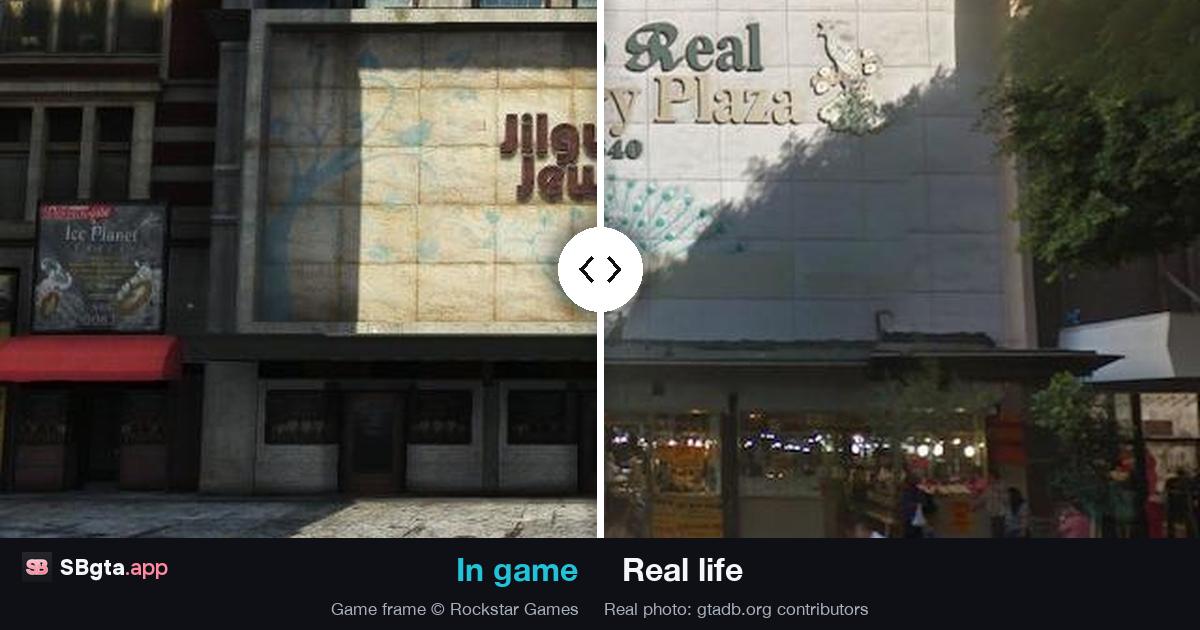 Real
y Plaza
40
Jilgu
Jew
Ice Planet
SB SBgta.app
In game
Real life
Game frame © Rockstar Games
Real photo: gtadb.org contributors